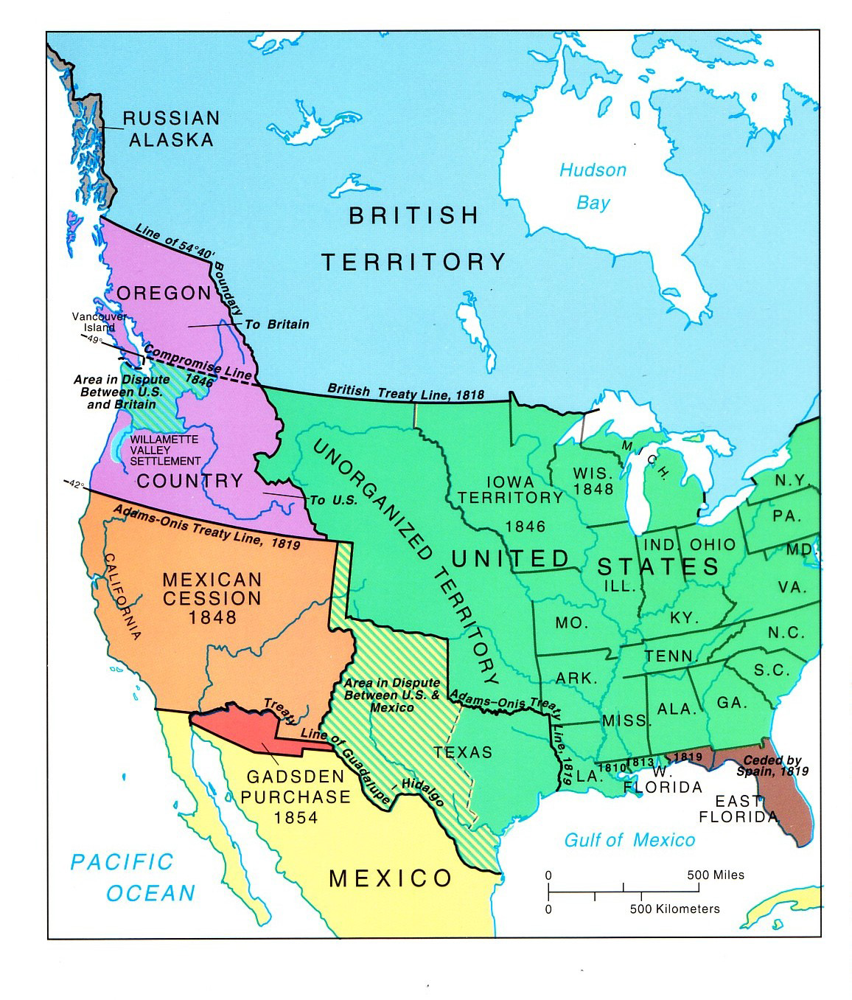 RUSSIAN
ALASKA
Hudson
Bay
BRITISH
TERRITORY
Line of 54°40'
Boundary
OREGON
To Britain
Vancouver
Island
49°
Compromise Line
1846
Area in Dispute
Between U.S.
and Britain
British Treaty Line, 1818
WILLAMETTE
VALLEY
SETTLEMENT
COUNTRY
To U.S.
42°
Adams-Onis Treaty Line, 1819
UNORGANIZED TERRITORY
IOWA
TERRITORY
1846
WIS.
1848
MICH.
N.Y.
PA.
MD.
IND.
OHIO
UNITED STATES
ILL.
VA.
CALIFORNIA
MEXICAN
CESSION
1848
MO.
KY.
N.C.
TENN.
S.C.
ARK.
Area in Dispute
Between U.S. &
Mexico
Adams-Onis Treaty Line, 1819
MISS.
ALA.
GA.
Treaty
Line of Guadalupe Hidalgo
TEXAS
LA.
1810
1813
1819
W.
FLORIDA
Ceded by
Spain, 1819
EAST
FLORIDA
GADSDEN
PURCHASE
1854
Gulf of Mexico
PACIFIC
OCEAN
MEXICO
0 500 Miles
0 500 Kilometers